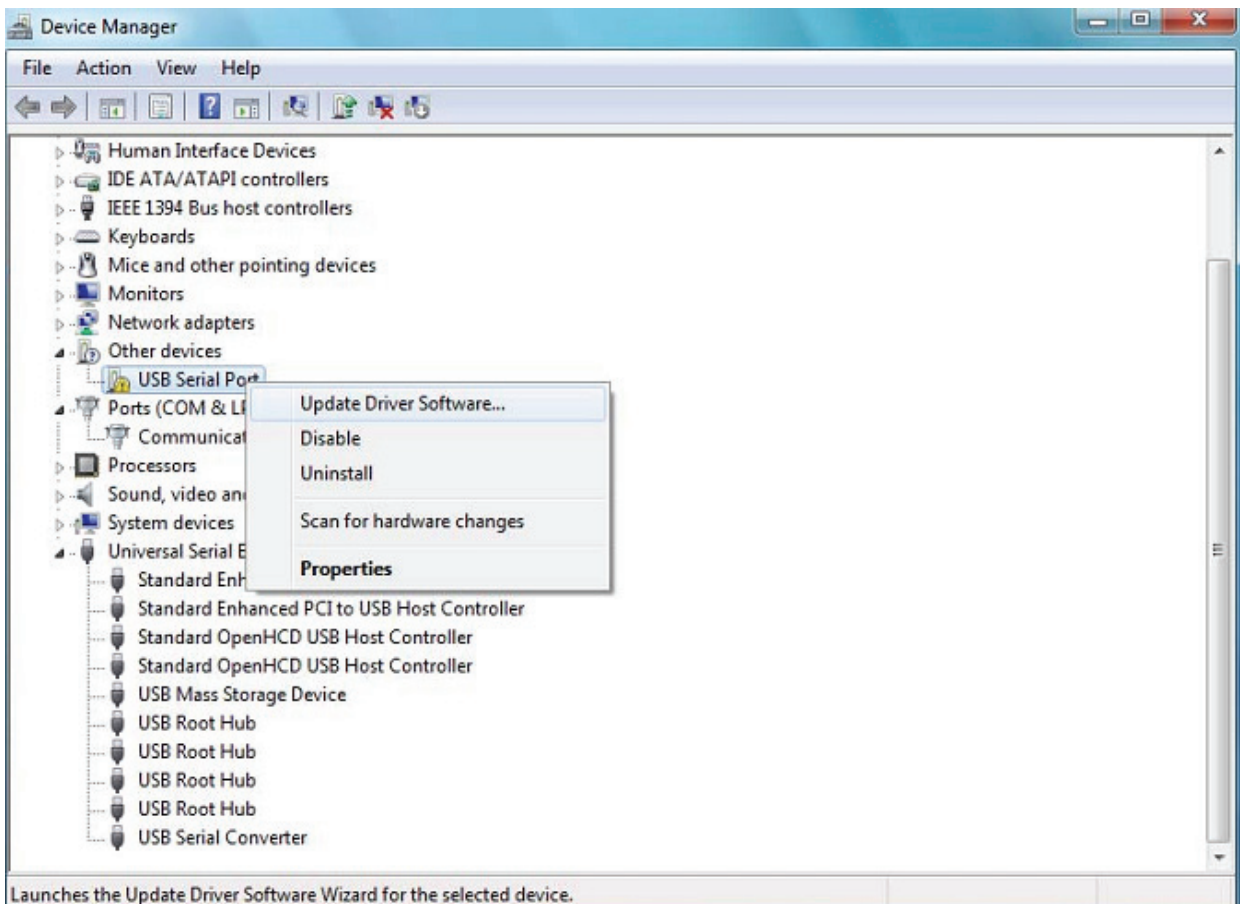 Device Manager
File Action View Help
Human Interface Devices
IDE ATA/ATAPI controllers
IEEE 1394 Bus host controllers
Keyboards
Mice and other pointing devices
Monitors
Network adapters
Other devices
USB Serial Port
Ports (COM & LP
Communicat
Processors
Sound, video an
System devices
Universal Serial B
Standard Enh
Update Driver Software...
Disable
Uninstall
Scan for hardware changes
Properties
Standard Enhanced PCI to USB Host Controller
Standard OpenHCD USB Host Controller
Standard OpenHCD USB Host Controller
USB Mass Storage Device
USB Root Hub
USB Root Hub
USB Root Hub
USB Root Hub
USB Serial Converter
Launches the Update Driver Software Wizard for the selected device.